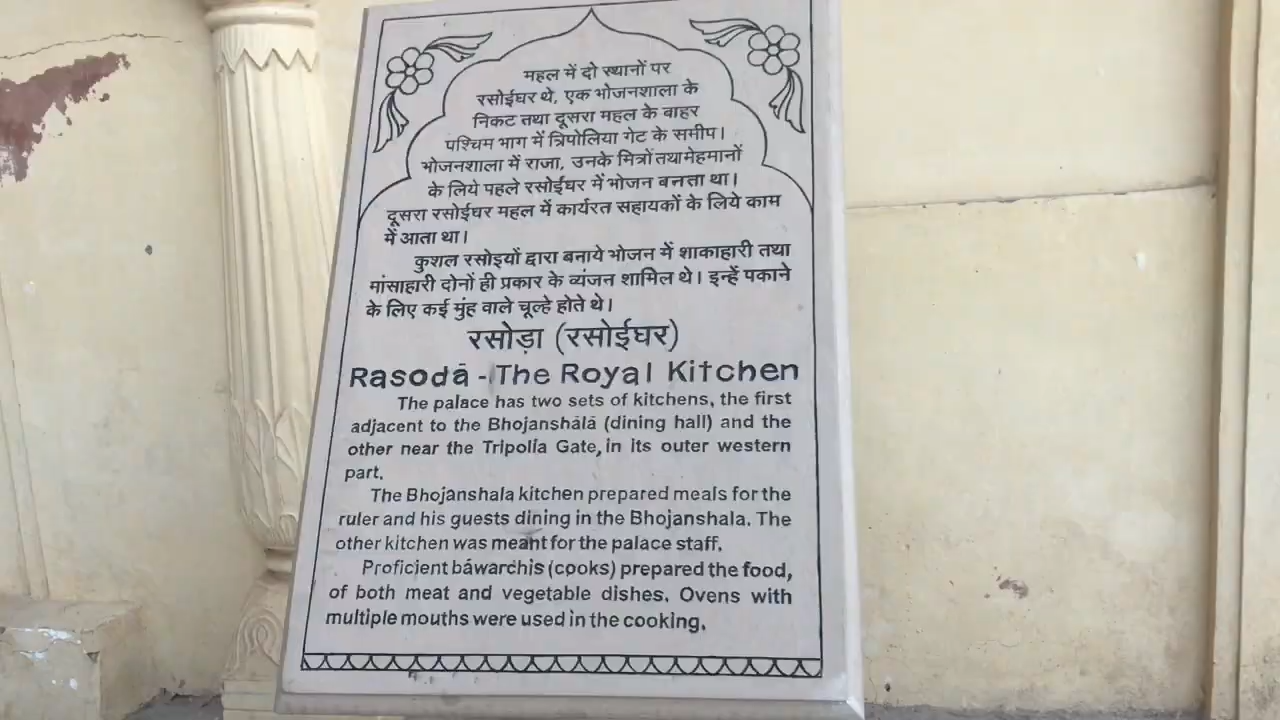 महल में दो स्थानों पर
रसोईघर थे, एक भोजनशाला के
निकट तथा दूसरा महल के बाहर
पश्चिम भाग में त्रिपोलिया गेट के समीप।
भोजनशाला में राजा, उनके मित्रों तथा मेहमानों
के लिये पहले रसोईघर में भोजन बनता था।
दूसरा रसोईघर महल में कार्यरत सहायकों के लिये काम
में आता था।
कुशल रसोइयों द्वारा बनाये भोजन में शाकाहारी तथा
मांसाहारी दोनों ही प्रकार के व्यंजन शामिल थे। इन्हें पकाने
के लिए कई मुंह वाले चूल्हे होते थे।
रसोड़ा (रसोईघर)
Rasodā - The Royal Kitchen
The palace has two sets of kitchens, the first
adjacent to the Bhojanshālā (dining hall) and the
other near the Tripolia Gate, in its outer western
part.
The Bhojanshala kitchen prepared meals for the
ruler and his guests dining in the Bhojanshala. The
other kitchen was meant for the palace staff.
Proficient bāwarchis (cooks) prepared the food,
of both meat and vegetable dishes. Ovens with
multiple mouths were used in the cooking.